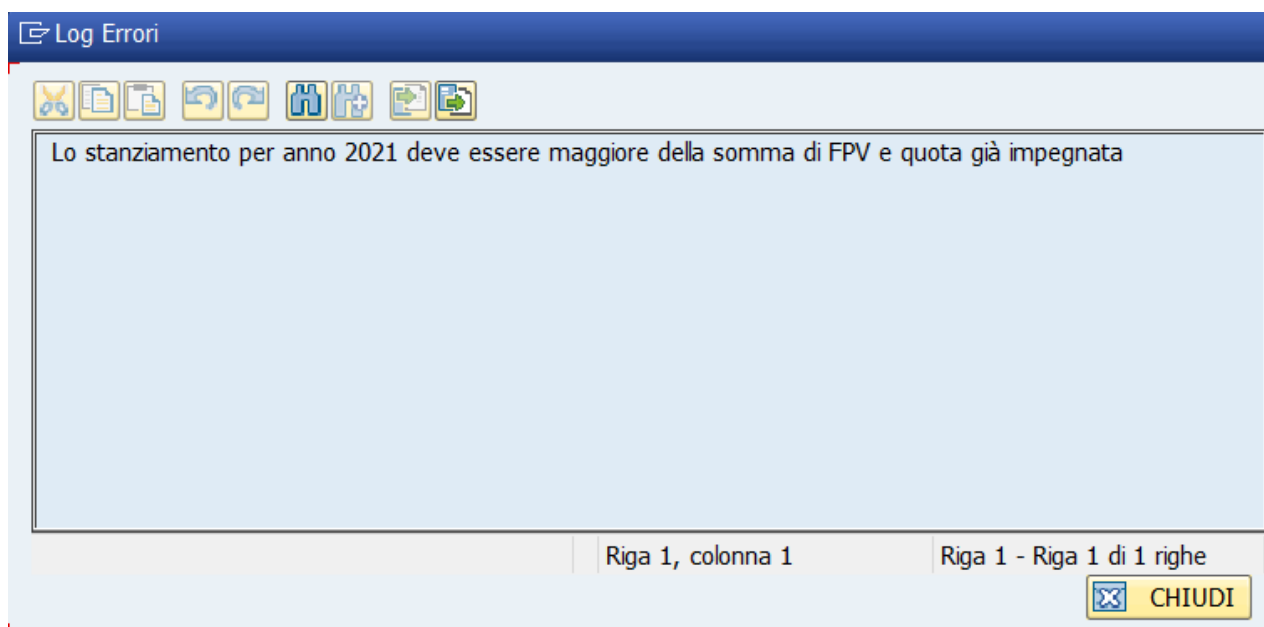 Log Errori
Lo stanziamento per anno 2021 deve essere maggiore della somma di FPV e quota già impegnata
Riga 1, colonna 1
Riga 1 - Riga 1 di 1 righe
CHIUDI